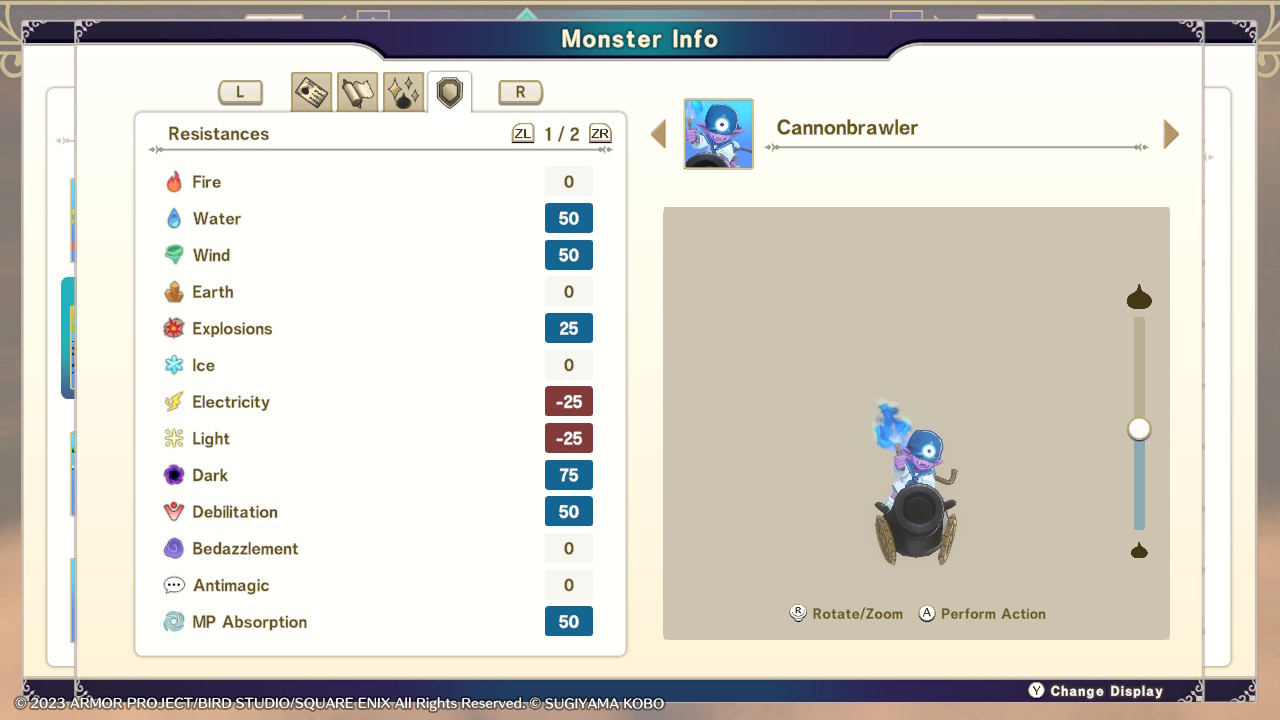 Monster Info
L
R
Resistances
ZL 1 / 2 ZR
Fire 0
Water 50
Wind 50
Earth 0
Explosions 25
Ice 0
Electricity -25
Light -25
Dark 75
Debilitation 50
Bedazzlement 0
Antimagic 0
MP Absorption 50
Cannonbrawler
R Rotate/Zoom A Perform Action
Y Change Display
© 2023 ARMOR PROJECT/BIRD STUDIO/SQUARE ENIX All Rights Reserved. © SUGIYAMA KOBO